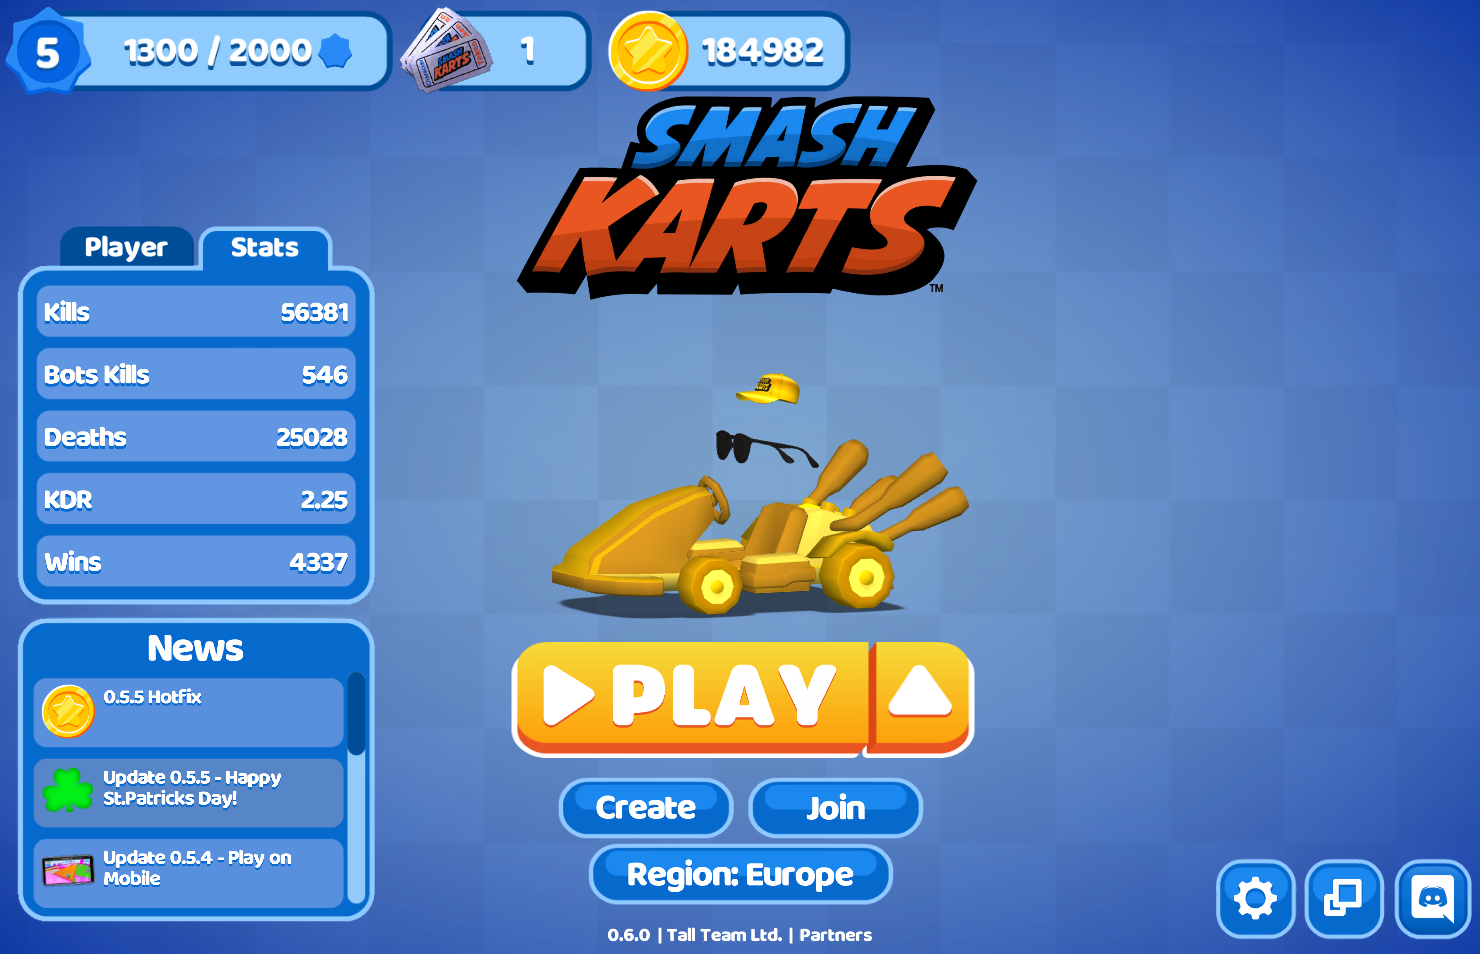 5
1300 / 2000
1
184982
SMASH
KARTS
TM
Player
Stats
Kills 56381
Bots Kills 546
Deaths 25028
KDR 2.25
Wins 4337
News
0.5.5 Hotfix
Update 0.5.5 - Happy
St.Patricks Day!
Update 0.5.4 - Play on
Mobile
PLAY
Create
Join
Region: Europe
0.6.0 | Tall Team Ltd. | Partners